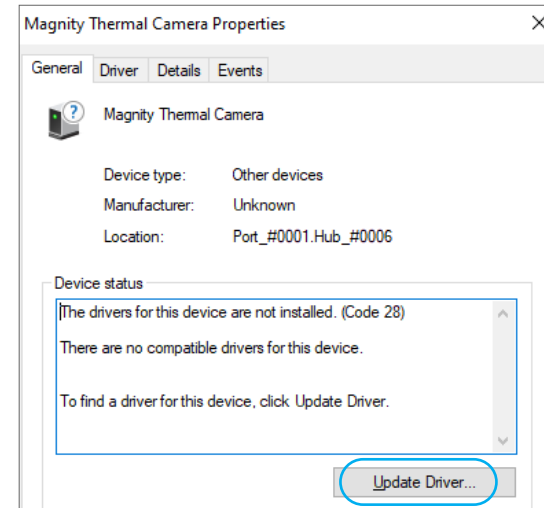 Magnity Thermal Camera Properties
General Driver Details Events
Magnity Thermal Camera
Device type: Other devices
Manufacturer: Unknown
Location: Port_#0001.Hub_#0006
Device status
The drivers for this device are not installed. (Code 28)
There are no compatible drivers for this device.
To find a driver for this device, click Update Driver.
Update Driver...